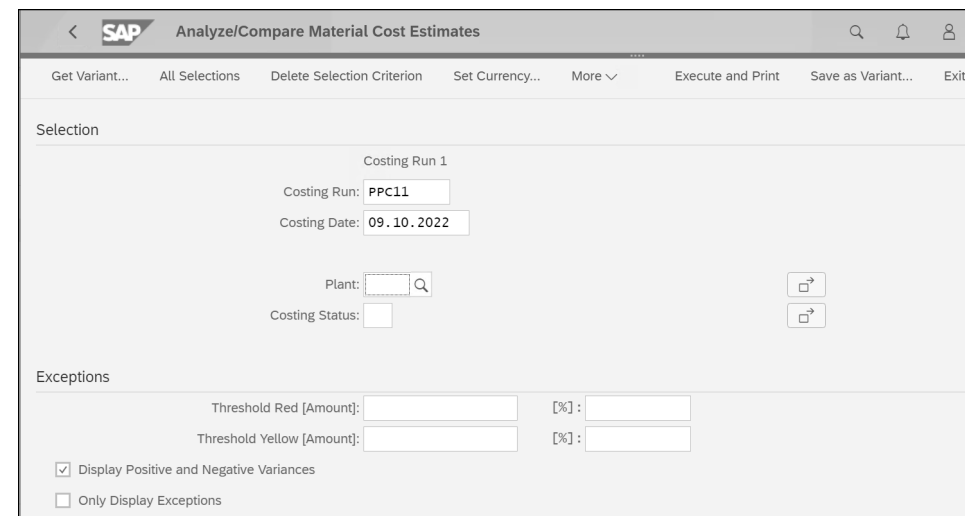 SAP Analyze/Compare Material Cost Estimates
Get Variant... All Selections Delete Selection Criterion Set Currency... More Execute and Print Save as Variant... Exit
Selection
Costing Run 1
Costing Run: PPC11
Costing Date: 09.10.2022
Plant:
Costing Status:
Exceptions
Threshold Red [Amount]: [%]:
Threshold Yellow [Amount]: [%]:
Display Positive and Negative Variances
Only Display Exceptions